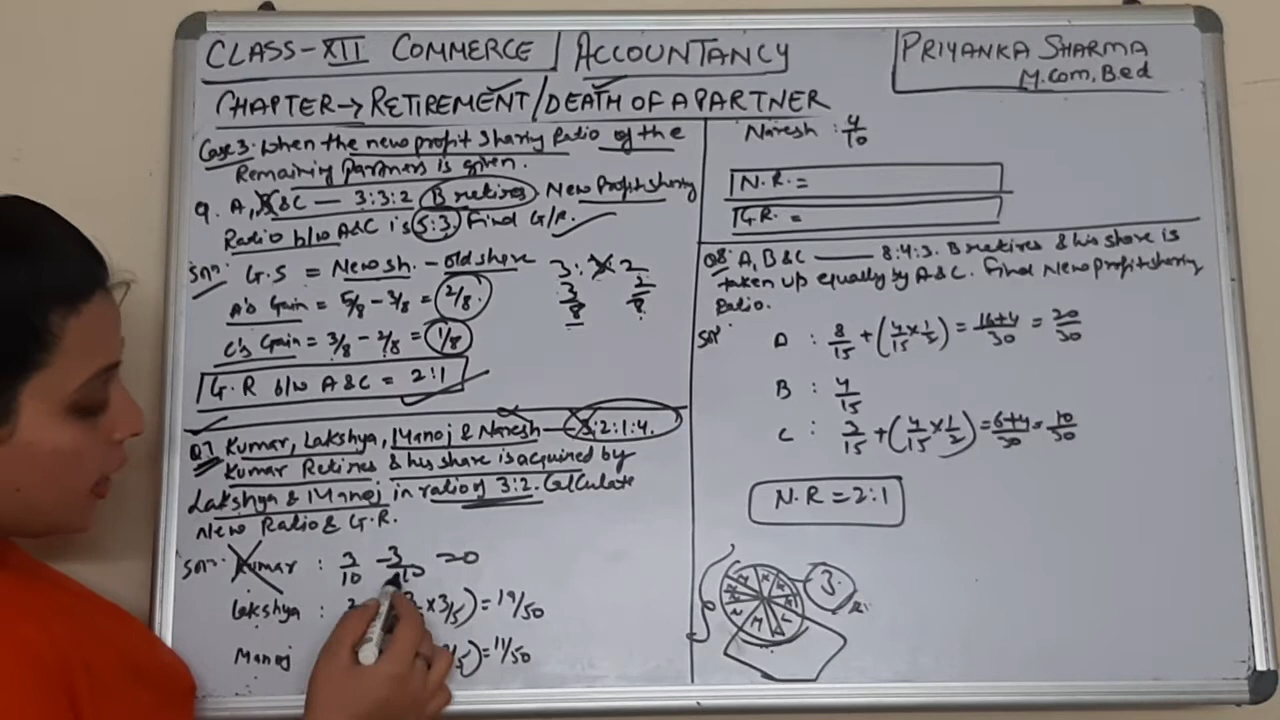 CLASS-XII COMMERCE / ACCOUNTANCY
PRIYANKA SHARMA
M.Com, B.ed
CHAPTER → RETIREMENT / DEATH OF A PARTNER
Case 3. When the new profit sharing Ratio of the
Remaining Partners is given.
Q. A, B & C — 3:3:2 B retires New Profit sharing
Ratio b/w A & C is 5:3. Find G/R.
Soln: G.S = New sh. - old share
A's Gain = 5/8 - 3/8 = 2/8.
C's Gain = 3/8 - 2/8 = 1/8
G.R b/w A & C = 2:1
3: 2
3/8 2/8
Q7 Kumar, Lakshya, Manoj & Naresh — 3:2:1:4.
Kumar Retires & his share is acquired by
Lakshya & Manoj in ratio of 3:2. Calculate
New Ratio & G.R.
Soln: Kumar : 3/10 - 3/10 = 0
Lakshya : × 3/5) = 19/50
Manoj = 11/50
Naresh : 4/10
N.R. =
G.R. =
Q8: A, B & C — 8:4:3. B retires & his share is
taken up equally by A & C. Find New Profit sharing
Ratio.
Soln: A : 8/15 + (4/15 × 1/2) = 16+4/30 = 20/30
B : 4/15
C : 3/15 + (4/15 × 1/2) = 6+4/30 = 10/30
N.R = 2:1
3.